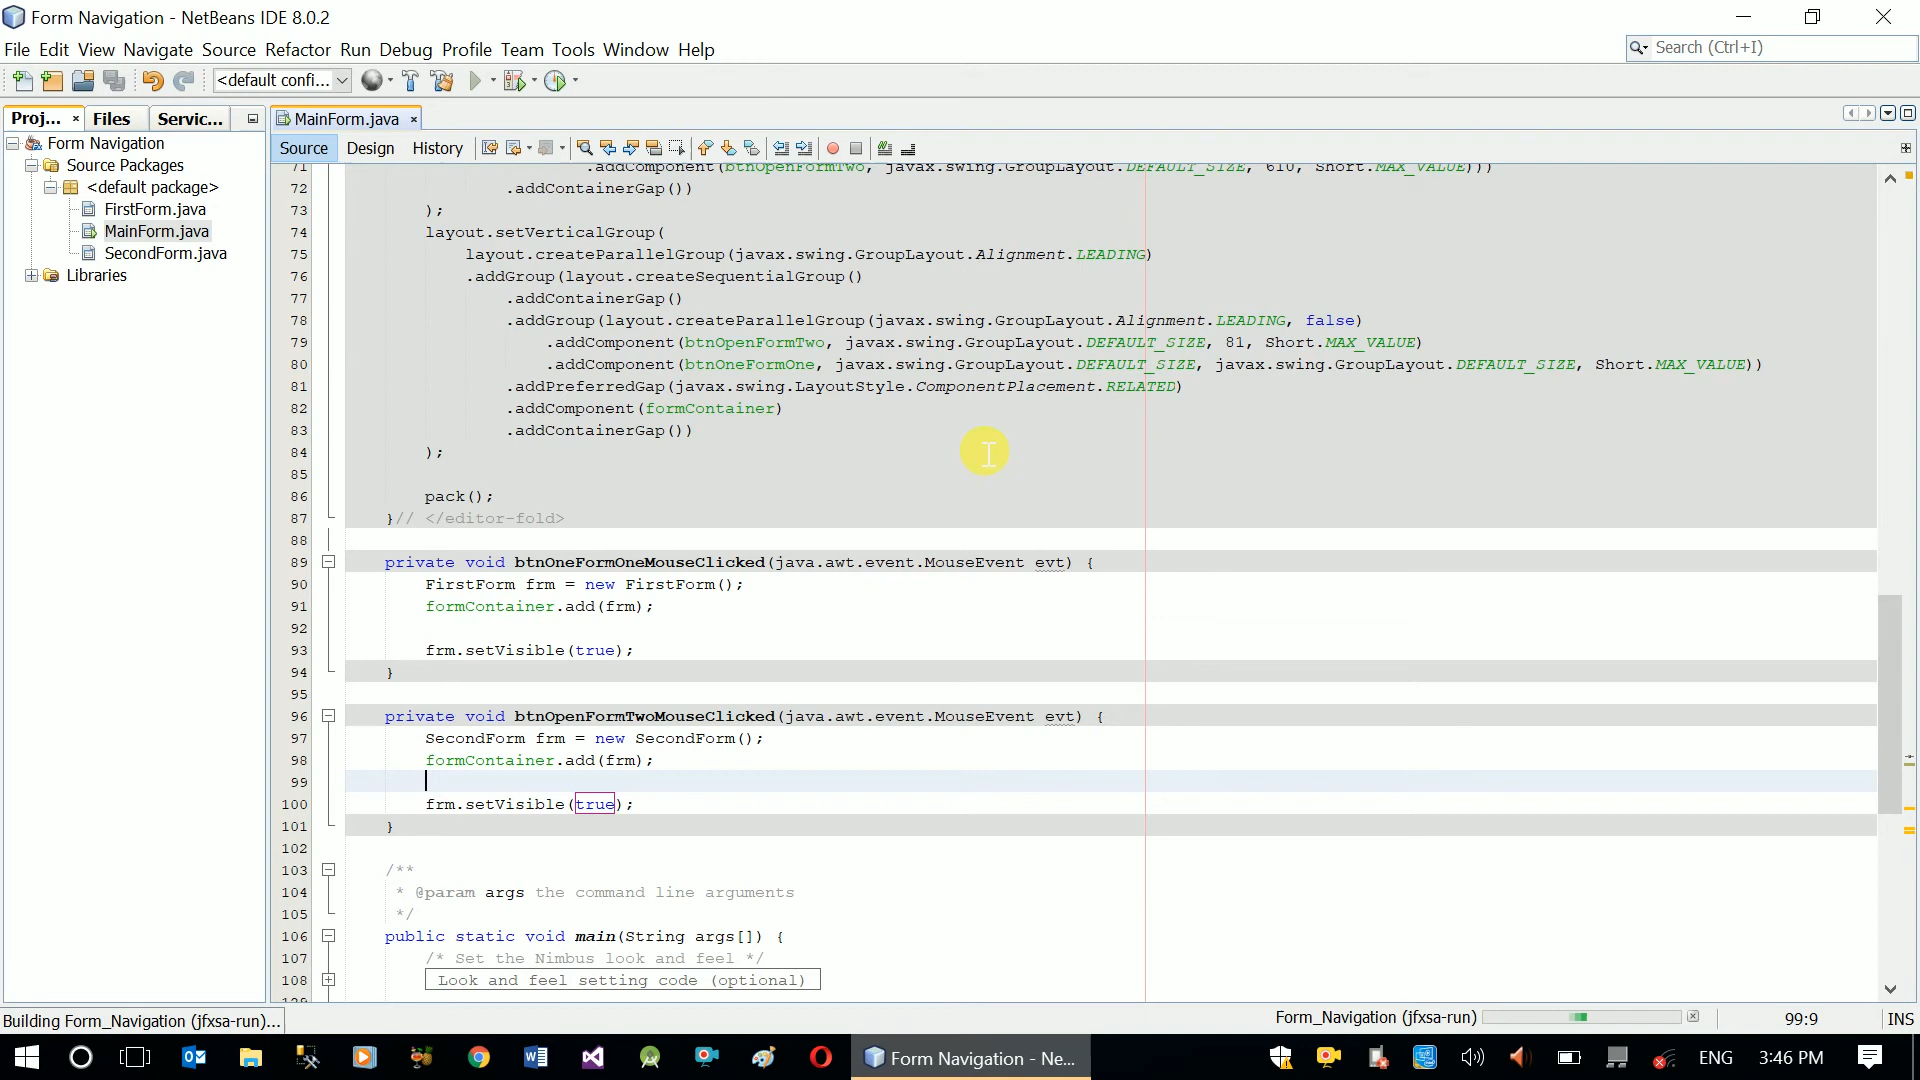 Form Navigation - NetBeans IDE 8.0.2
File Edit View Navigate Source Refactor Run Debug Profile Team Tools Window Help
Search (Ctrl+I)
<default confi...
Proj... × Files Servic...
MainForm.java ×
Form Navigation
Source Packages
<default package>
FirstForm.java
MainForm.java
SecondForm.java
Libraries
Source Design History
71 .addComponent(btnOpenFormTwo, javax.swing.GroupLayout.DEFAULT_SIZE, 610, Short.MAX_VALUE)))
72 .addContainerGap())
73 );
74 layout.setVerticalGroup(
75 layout.createParallelGroup(javax.swing.GroupLayout.Alignment.LEADING)
76 .addGroup(layout.createSequentialGroup()
77 .addContainerGap()
78 .addGroup(layout.createParallelGroup(javax.swing.GroupLayout.Alignment.LEADING, false)
79 .addComponent(btnOpenFormTwo, javax.swing.GroupLayout.DEFAULT_SIZE, 81, Short.MAX_VALUE)
80 .addComponent(btnOneFormOne, javax.swing.GroupLayout.DEFAULT_SIZE, javax.swing.GroupLayout.DEFAULT_SIZE, Short.MAX_VALUE))
81 .addPreferredGap(javax.swing.LayoutStyle.ComponentPlacement.RELATED)
82 .addComponent(formContainer)
83 .addContainerGap())
84 );
85
86 pack();
87 }// </editor-fold>
88
89 private void btnOneFormOneMouseClicked(java.awt.event.MouseEvent evt) {
90 FirstForm frm = new FirstForm();
91 formContainer.add(frm);
92
93 frm.setVisible(true);
94 }
95
96 private void btnOpenFormTwoMouseClicked(java.awt.event.MouseEvent evt) {
97 SecondForm frm = new SecondForm();
98 formContainer.add(frm);
99
100 frm.setVisible(true);
101 }
102
103 /**
104 * @param args the command line arguments
105 */
106 public static void main(String args[]) {
107 /* Set the Nimbus look and feel */
108 Look and feel setting code (optional)
Building Form_Navigation (jfxsa-run)...
Form_Navigation (jfxsa-run)
99:9
INS
Form Navigation - Ne...
ENG
3:46 PM